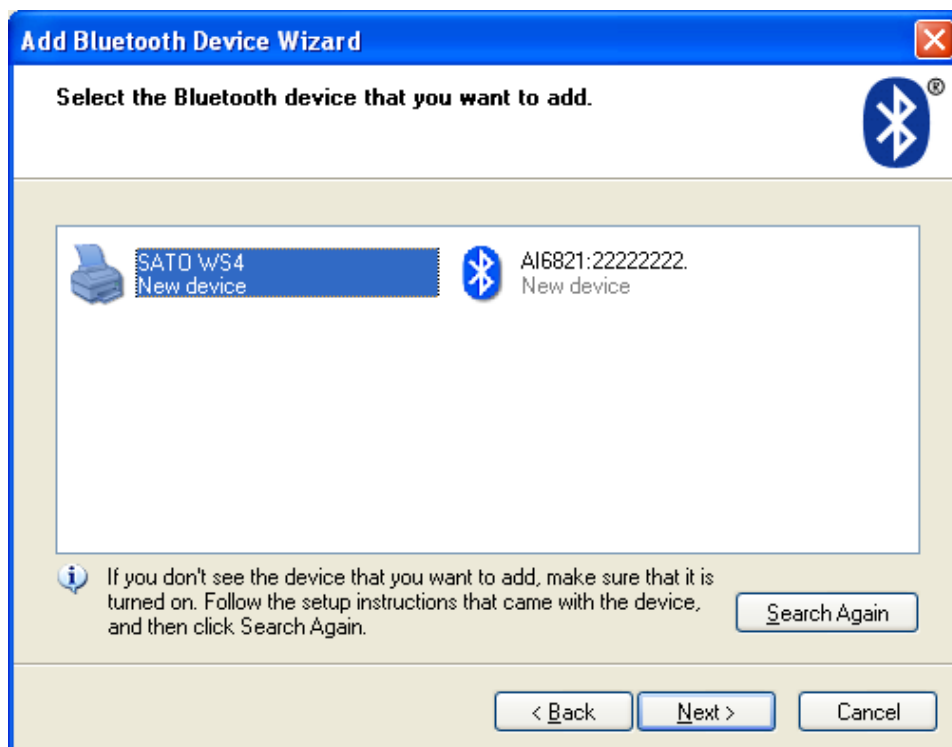 Add Bluetooth Device Wizard
Select the Bluetooth device that you want to add.
®
SATO WS4
New device
AI6821:22222222.
New device
If you don't see the device that you want to add, make sure that it is
turned on. Follow the setup instructions that came with the device,
and then click Search Again.
Search Again
< Back
Next >
Cancel